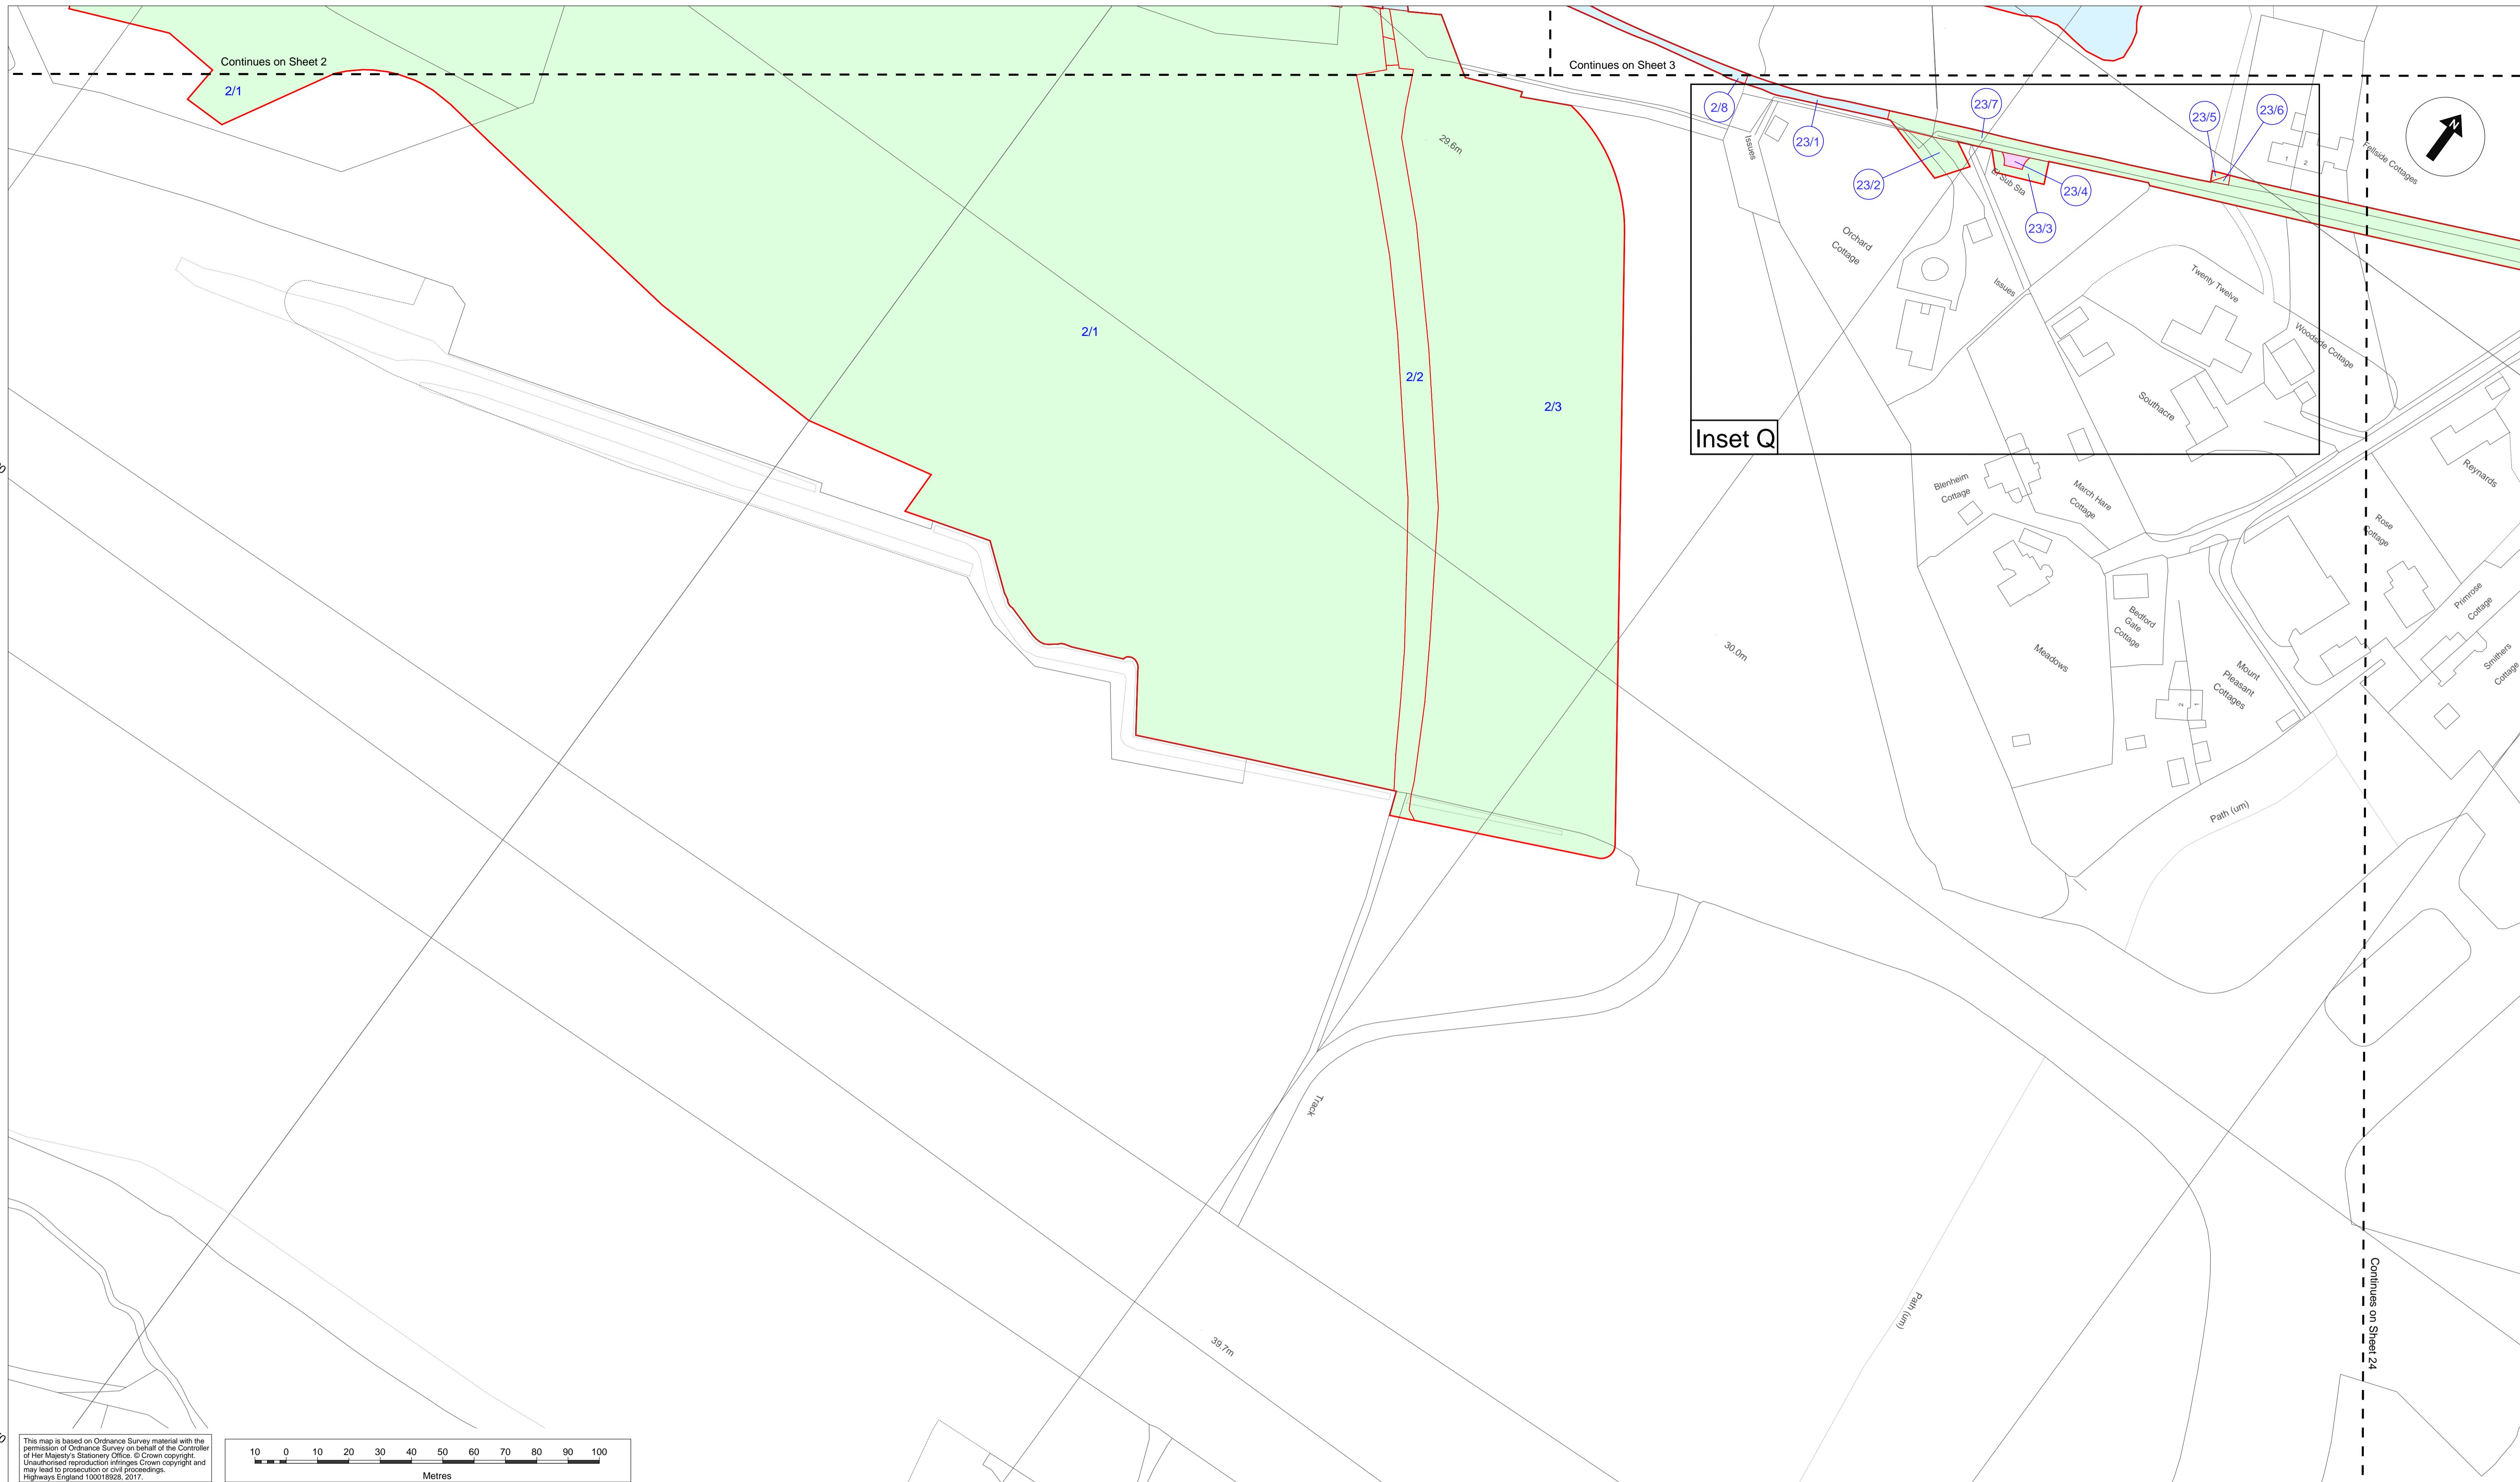 Continues on Sheet 2
Continues on Sheet 3
2/1
2/8
23/1
23/7
23/5
23/6
N
23/2
23/4
23/3
29.6m
Issues
El Sub Sta
1
2
Fellside Cottages
Orchard
Cottage
Issues
Twenty Twelve
Woodside Cottage
Southacre
Inset Q
2/1
2/2
2/3
Blenheim
Cottage
March Hare
Cottage
Reynards
Rose
Cottage
Primrose
Cottage
Smithers
Cottage
Bedford
Gate
Cottage
Meadows
Mount
Pleasant
Cottages
2
1
30.0m
Path (um)
Track
Path (um)
39.7m
Continues on Sheet 24
This map is based on Ordnance Survey material with the
permission of Ordnance Survey on behalf of the Controller
of Her Majesty's Stationery Office. © Crown copyright.
Unauthorised reproduction infringes Crown copyright and
may lead to prosecution or civil proceedings.
Highways England 100018928, 2017.
10 0 10 20 30 40 50 60 70 80 90 100
Metres